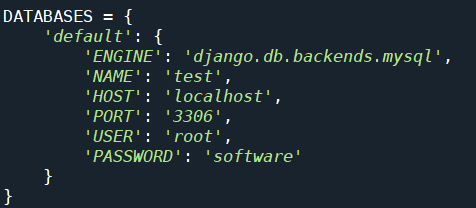 DATABASES = {
    'default': {
        'ENGINE': 'django.db.backends.mysql',
        'NAME': 'test',
        'HOST': 'localhost',
        'PORT': '3306',
        'USER': 'root',
        'PASSWORD': 'software'
    }
}